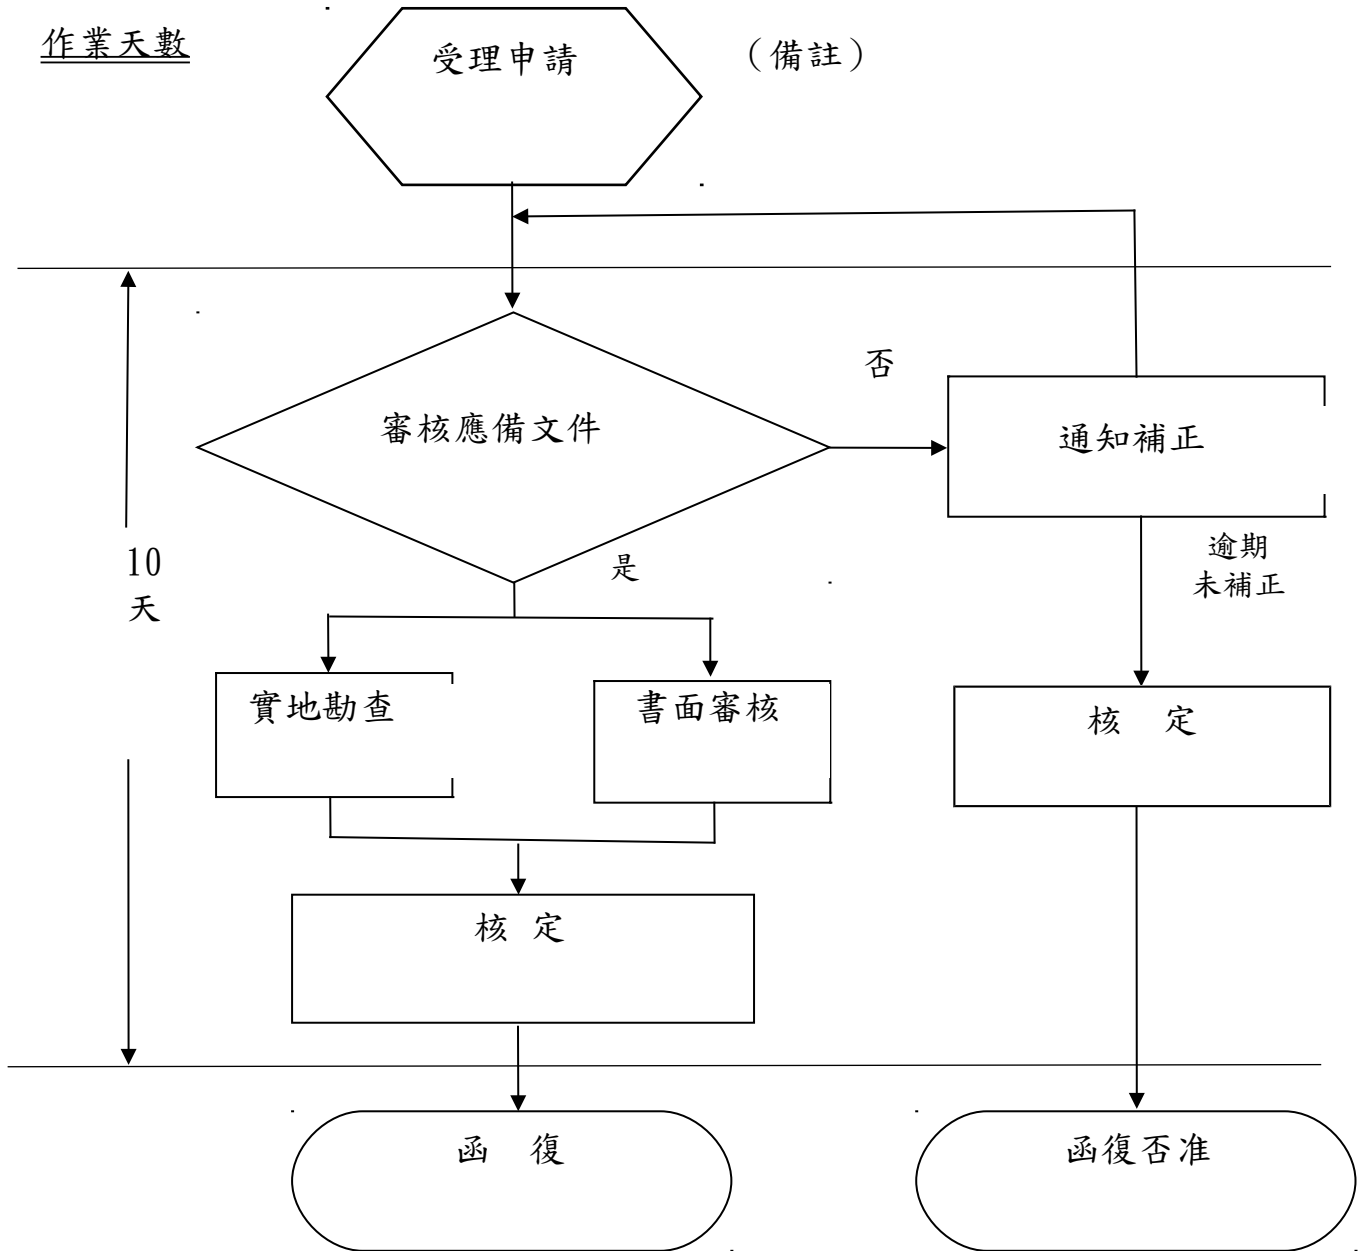 作業天數
受理申請
（備註）
否
審核應備文件
通知補正
逾期
未補正
是
10
天
實地勘查
書面審核
核　定
核 定
函　復
函復否准